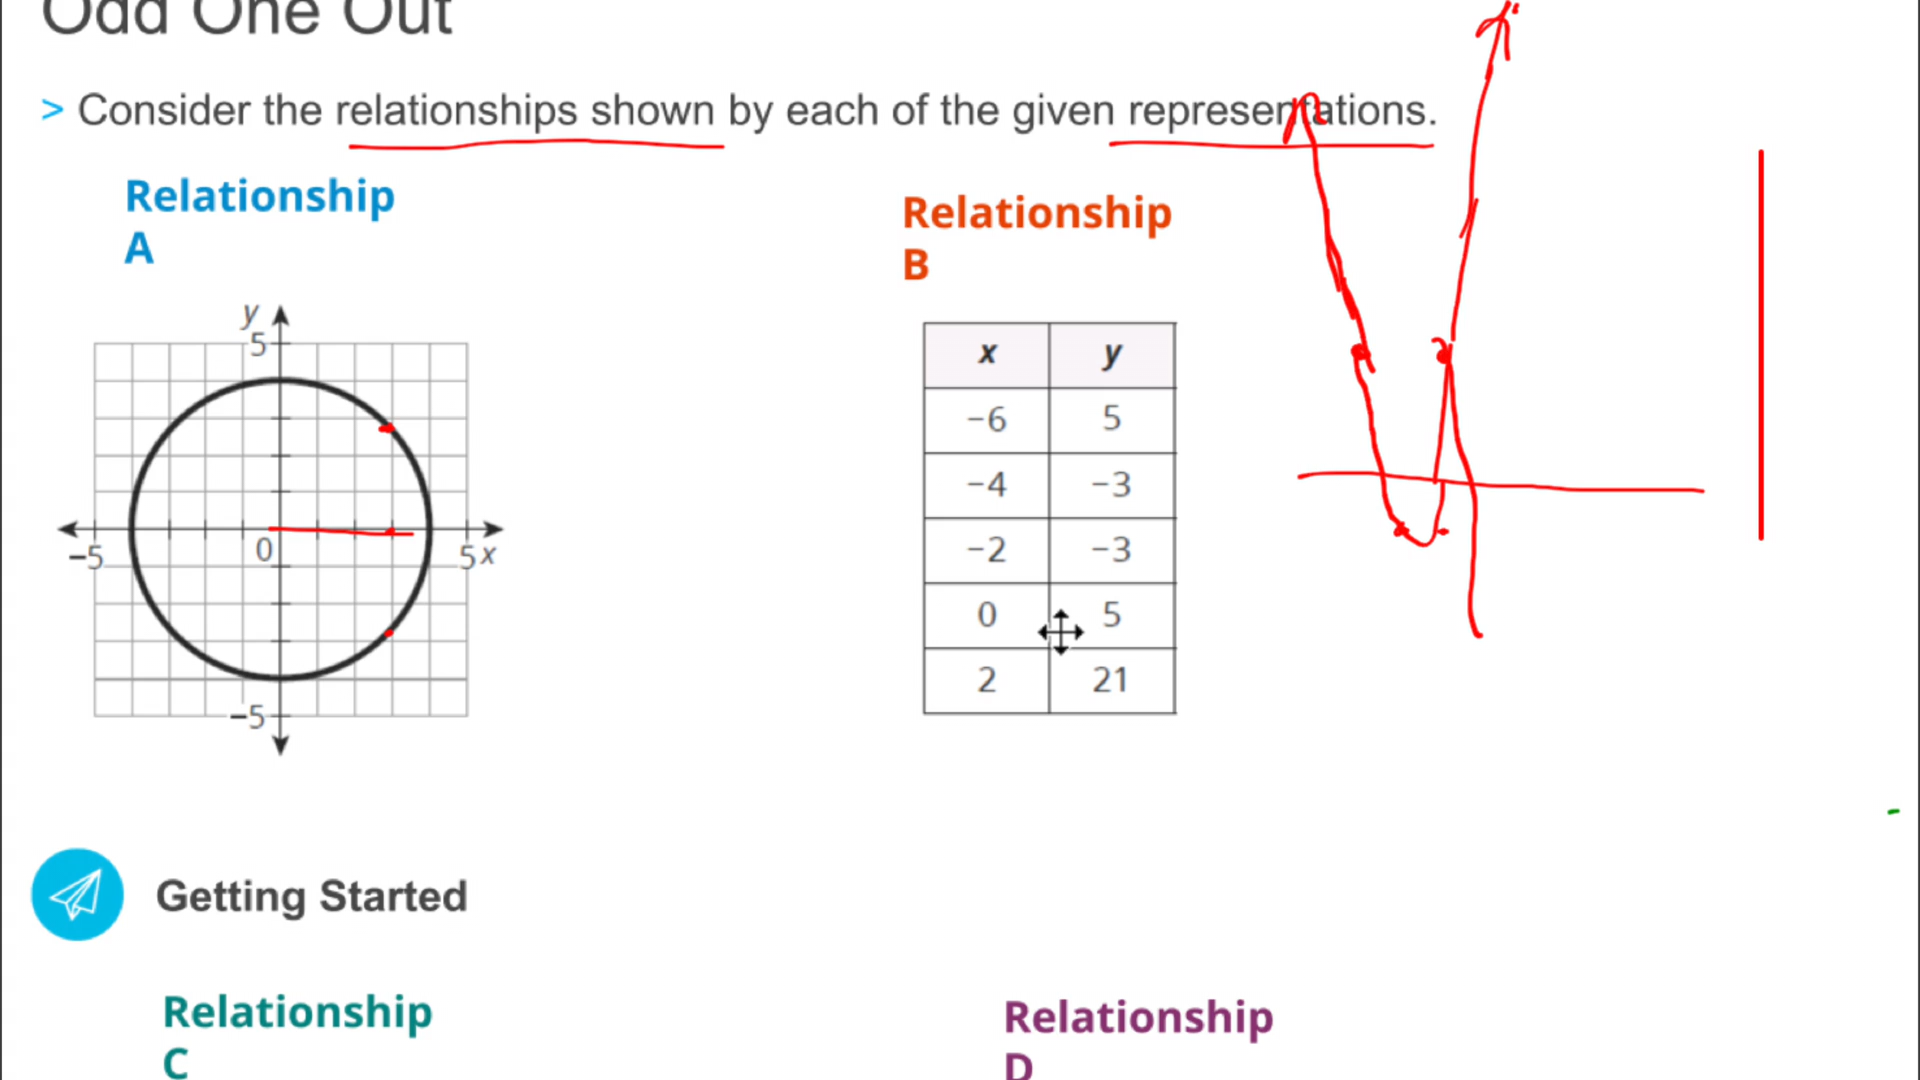 Odd One Out
> Consider the relationships shown by each of the given representations.
Relationship
A
Relationship
B
y
5
-5
0
5 x
-5
x y
-6 5
-4 -3
-2 -3
0 5
2 21
Getting Started
Relationship
C
Relationship
D